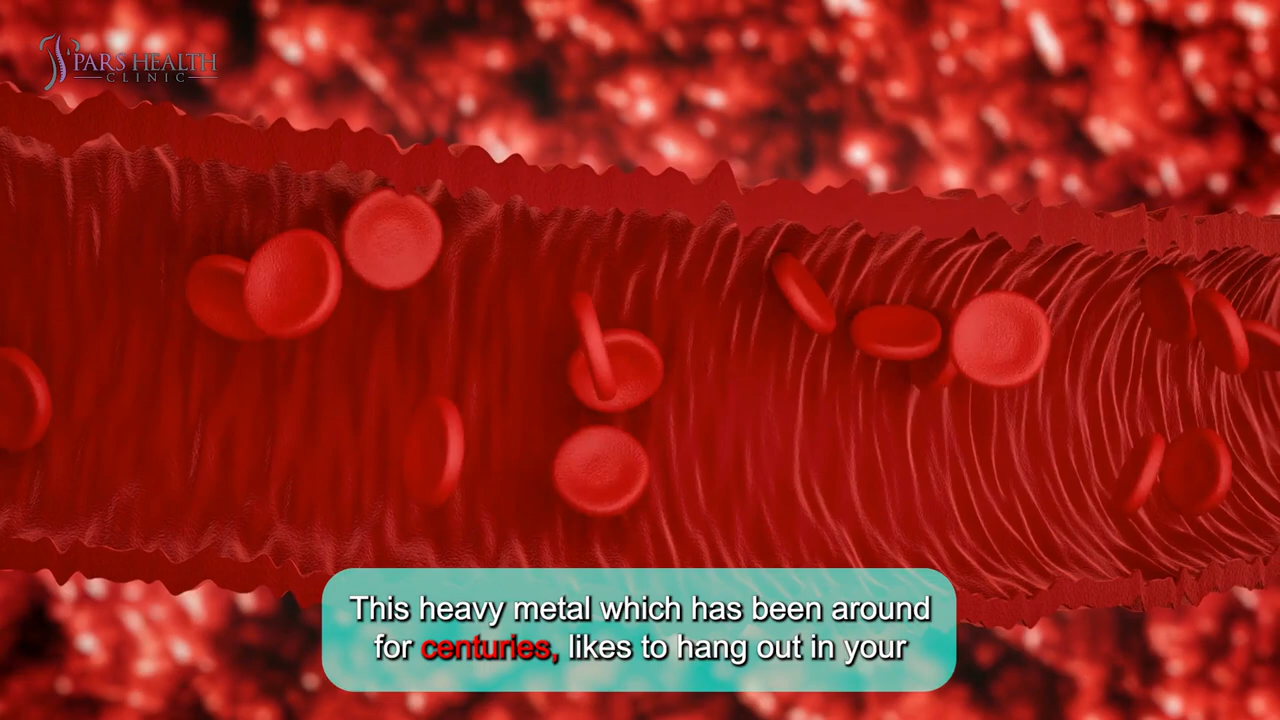 PARS HEALTH
CLINIC
This heavy metal which has been around
for centuries, likes to hang out in your